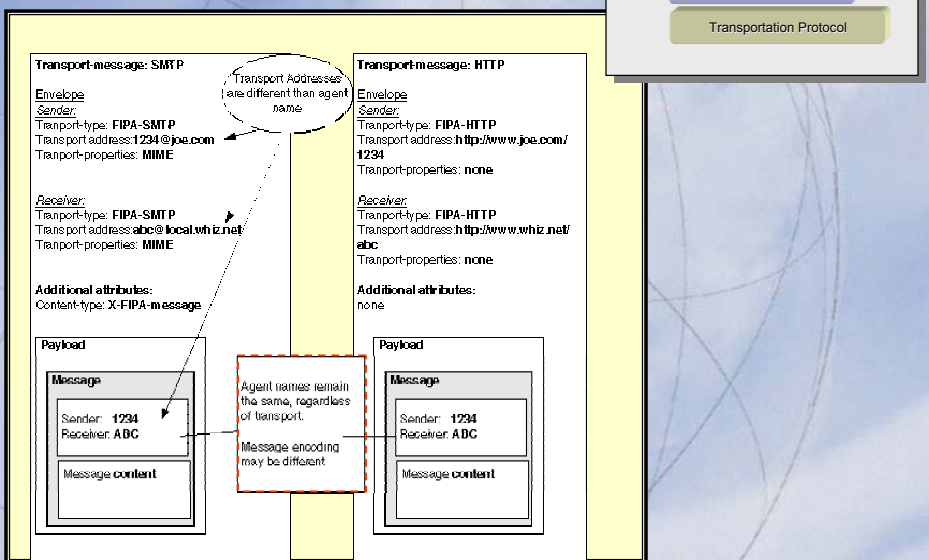 Transportation Protocol
Transport-message: SMTP
Envelope
Sender:
Tranport-type: FIPA-SMTP
Transport address:1234@joe.com
Tranport-properties: MIME
Receiver:
Tranport-type: FIPA-SMTP
Transport address:abc@local.whiz.net
Tranport-properties: MIME
Additional attributes:
Content-type: X-FIPA-message
Payload
Message
Sender: 1234
Receiver: ABC
Message content
Transport Addresses
are different than agent
name
Agent names remain
the same, regardless
of transport.
Message encoding
may be different
Transport-message: HTTP
Envelope
Sender:
Tranport-type: FIPA-HTTP
Transport address:http://www.joe.com/
1234
Tranport-properties: none
Receiver:
Tranport-type: FIPA-HTTP
Transport address:http://www.whiz.net/
abc
Tranport-properties: none
Additional attributes:
none
Payload
Message
Sender: 1234
Receiver: ABC
Message content